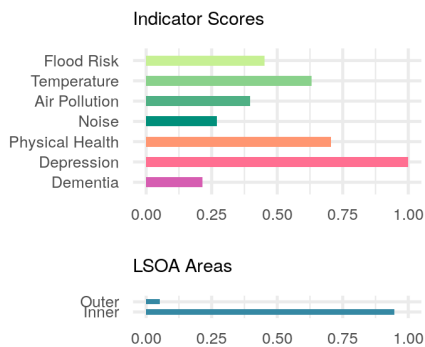 Indicator Scores
Flood Risk
Temperature
Air Pollution
Noise
Physical Health
Depression
Dementia
0.00 0.25 0.50 0.75 1.00
LSOA Areas
Outer
Inner
0.00 0.25 0.50 0.75 1.00